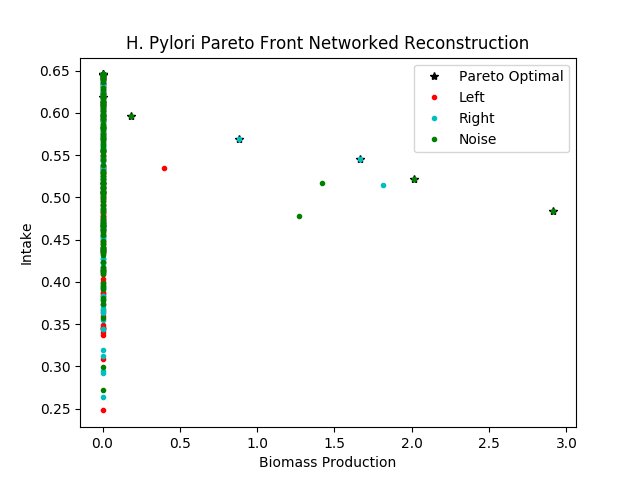 H. Pylori Pareto Front Networked Reconstruction
Pareto Optimal
Left
Right
Noise
Intake
0.65
0.60
0.55
0.50
0.45
0.40
0.35
0.30
0.25
0.0 0.5 1.0 1.5 2.0 2.5 3.0
Biomass Production